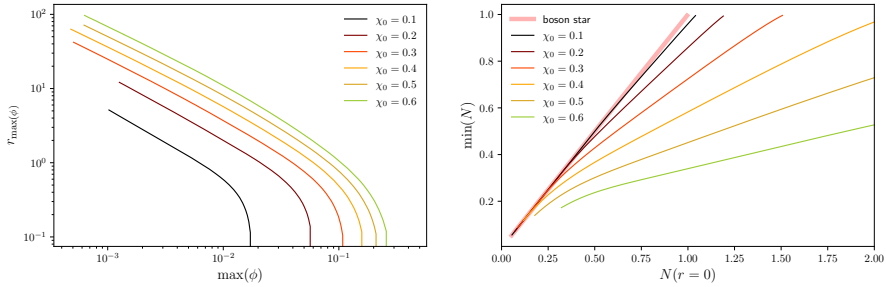 10²
10¹
10⁰
10⁻¹
r_max(ϕ)
10⁻³
10⁻²
10⁻¹
max(ϕ)
χ₀ = 0.1
χ₀ = 0.2
χ₀ = 0.3
χ₀ = 0.4
χ₀ = 0.5
χ₀ = 0.6
1.0
0.8
0.6
0.4
0.2
min(N)
0.00
0.25
0.50
0.75
1.00
1.25
1.50
1.75
2.00
N(r = 0)
boson star
χ₀ = 0.1
χ₀ = 0.2
χ₀ = 0.3
χ₀ = 0.4
χ₀ = 0.5
χ₀ = 0.6